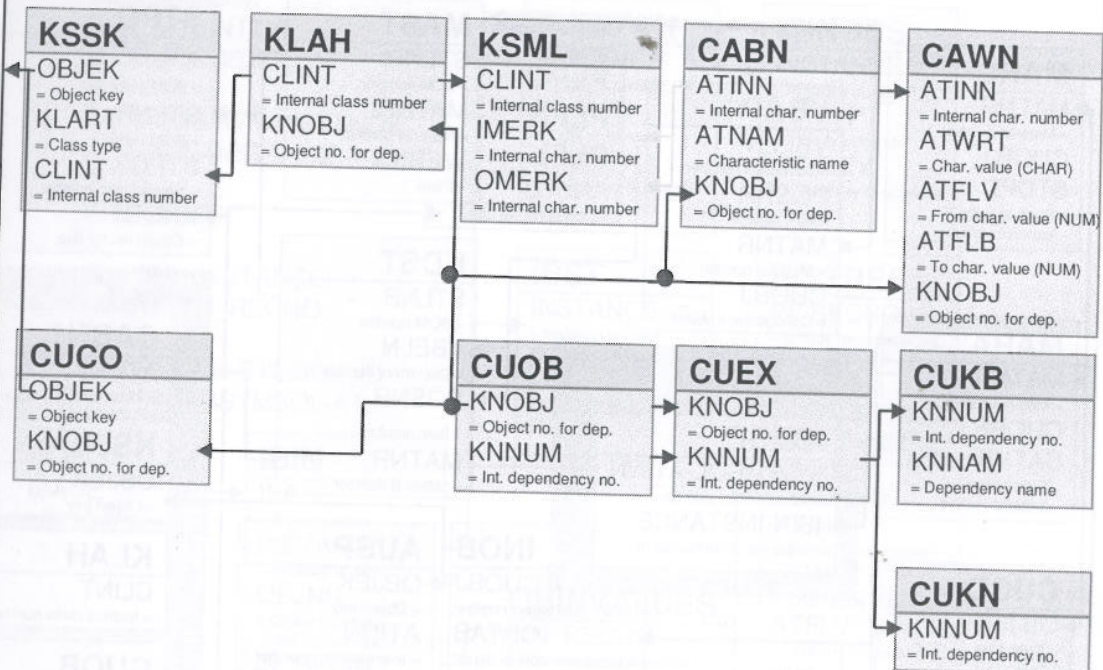 KSSK
OBJEK
= Object key
KLART
= Class type
CLINT
= Internal class number
KLAH
CLINT
= Internal class number
KNOBJ
= Object no. for dep.
KSML
CLINT
= Internal class number
IMERK
= Internal char. number
OMERK
= Internal char. number
CABN
ATINN
= Internal char. number
ATNAM
= Characteristic name
KNOBJ
= Object no. for dep.
CAWN
ATINN
= Internal char. number
ATWRT
= Char. value (CHAR)
ATFLV
= From char. value (NUM)
ATFLB
= To char. value (NUM)
KNOBJ
= Object no. for dep.
CUCO
OBJEK
= Object key
KNOBJ
= Object no. for dep.
CUOB
KNOBJ
= Object no. for dep.
KNNUM
= Int. dependency no.
CUEX
KNOBJ
= Object no. for dep.
KNNUM
= Int. dependency no.
CUKB
KNNUM
= Int. dependency no.
KNNAM
= Dependency name
CUKN
KNNUM
= Int. dependency no.